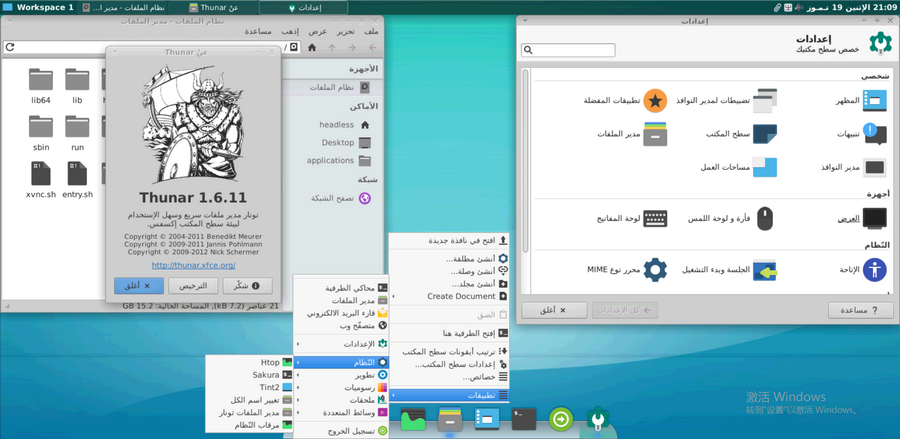 Workspace 1
نظام الملفات - مدير ا...
عنّ Thunar
إعدادات
21:09 الإثنين 19 تـمـوز
نظام الملفات - مدير الملفات
ملف تحرير عرض إذهب مساعدة
lib64
lib
sbin
run
xvnc.sh
entry.sh
الأجهزة
نظام الملفات
الأماكن
headless
Desktop
applications
شبكة
تصفح الشبكة
21 عناصر (7.2 kB)، المساحة الخالية: 15.2 GB
عنّ Thunar
Thunar 1.6.11
تونار مدير ملفات سريع وسهل الإستخدام
لبيئة سطح المكتب إكسفس.
Copyright © 2004-2011 Benedikt Meurer
Copyright © 2009-2011 Jannis Pohlmann
Copyright © 2009-2012 Nick Schermer
http://thunar.xfce.org/
شكّر
الترخيص
أغلق
إعدادات
إعدادات
خصص سطح مكتبك
شخصي
المظهر
تضبيطات لمدير النوافذ
تطبيقات المفضلة
تنبيهات
سطح المكتب
مدير الملفات
مدير النوافذ
مساحات العمل
أجهزة
العرض
فأرة و لوحة اللمس
لوحة المفاتيح
النّظام
الإتاحة
الجلسة وبدء التشغيل
محرر نوع MIME
مساعدة
كل الإعدادات
أغلق
افتح في نافذة جديدة
أنشئ مطلقة...
أنشئ وصلة...
أنشئ مجلد...
Create Document
الصق
إفتح الطرفية هنا
ترتيب أيقونات سطح المكتب
إعدادات سطح المكتب...
خصائص...
تطبيقات
محاكي الطرفية
مدير الملفات
قارء البريد الالكتروني
متصفّح وب
الإعدادات
النّظام
تطوير
رسوميات
ملحقات
وسائط المتعددة
تسجيل الخروج
Htop
Sakura
Tint2
تغيير اسم الكل
مدير الملفات تونار
مرقاب النّظام
激活 Windows
转到"设置"以激活 Windows。